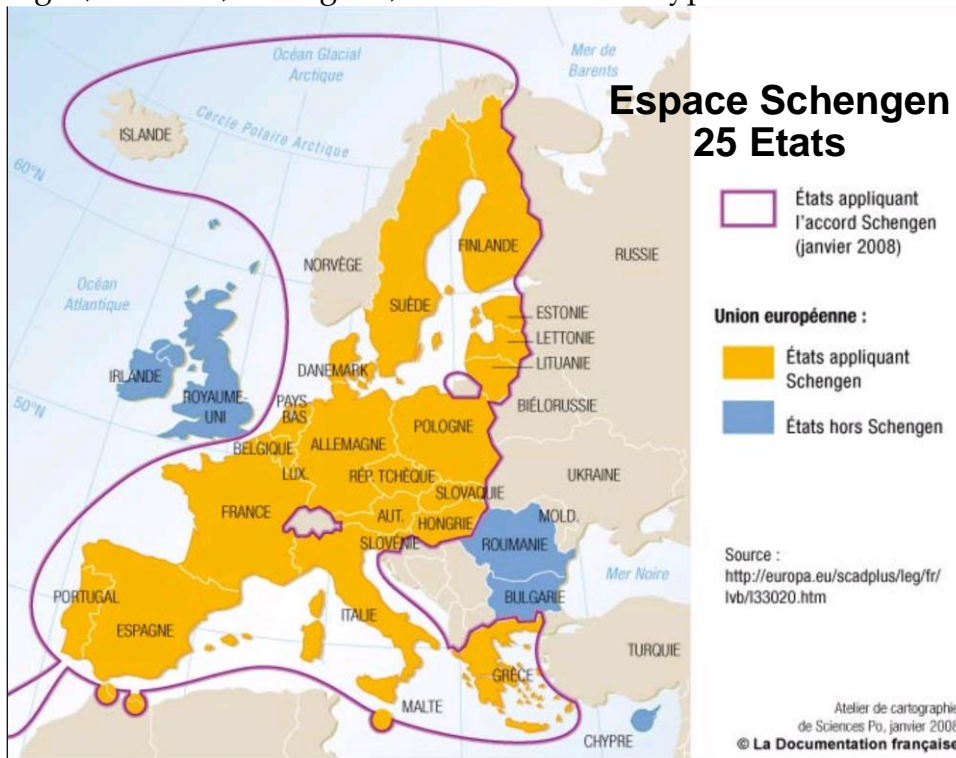 Espace Schengen
25 Etats
États appliquant
l'accord Schengen
(janvier 2008)
Union européenne :
États appliquant
Schengen
États hors Schengen
Source :
http://europa.eu/scadplus/leg/fr/
lvb/l33020.htm
Atelier de cartographie
de Sciences Po, janvier 2008
© La Documentation française
Océan Glacial
Arctique
Mer de
Barents
ISLANDE
Cercle Polaire Arctique
60°N
NORVÈGE
FINLANDE
RUSSIE
Océan
Atlantique
SUÈDE
ESTONIE
LETTONIE
LITUANIE
DANEMARK
IRLANDE
ROYAUME-
UNI
50°N
PAYS-
BAS
BIÉLORUSSIE
POLOGNE
BELGIQUE
ALLEMAGNE
LUX.
RÉP. TCHÈQUE
UKRAINE
SLOVAQUIE
FRANCE
AUT.
HONGRIE
MOLD.
SLOVÉNIE
ROUMANIE
Mer Noire
BULGARIE
PORTUGAL
ITALIE
ESPAGNE
TURQUIE
GRÈCE
MALTE
CHYPRE